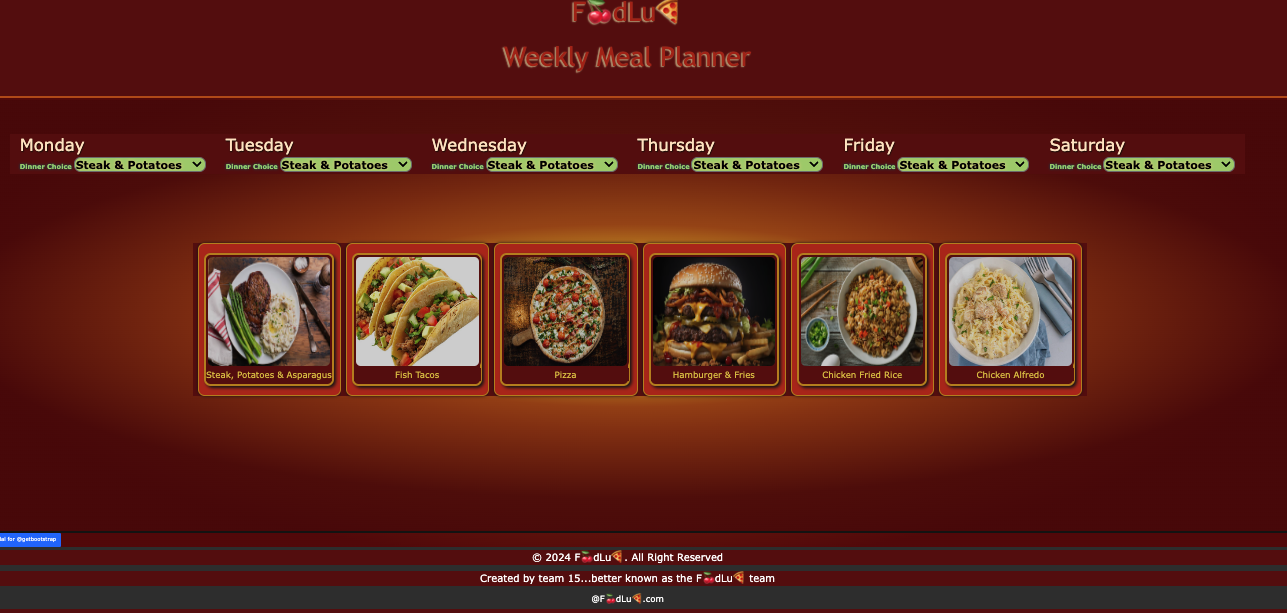 F🍒dLu🍕
Weekly Meal Planner
Monday Tuesday Wednesday Thursday Friday Saturday
Dinner Choice Steak & Potatoes Dinner Choice Steak & Potatoes Dinner Choice Steak & Potatoes Dinner Choice Steak & Potatoes Dinner Choice Steak & Potatoes Dinner Choice Steak & Potatoes
Steak, Potatoes & Asparagus Fish Tacos Pizza Hamburger & Fries Chicken Fried Rice Chicken Alfredo
for @getbootstrap
© 2024 F🍒dLu🍕. All Right Reserved
Created by team 15...better known as the F🍒dLu🍕 team
@F🍒dLu🍕.com